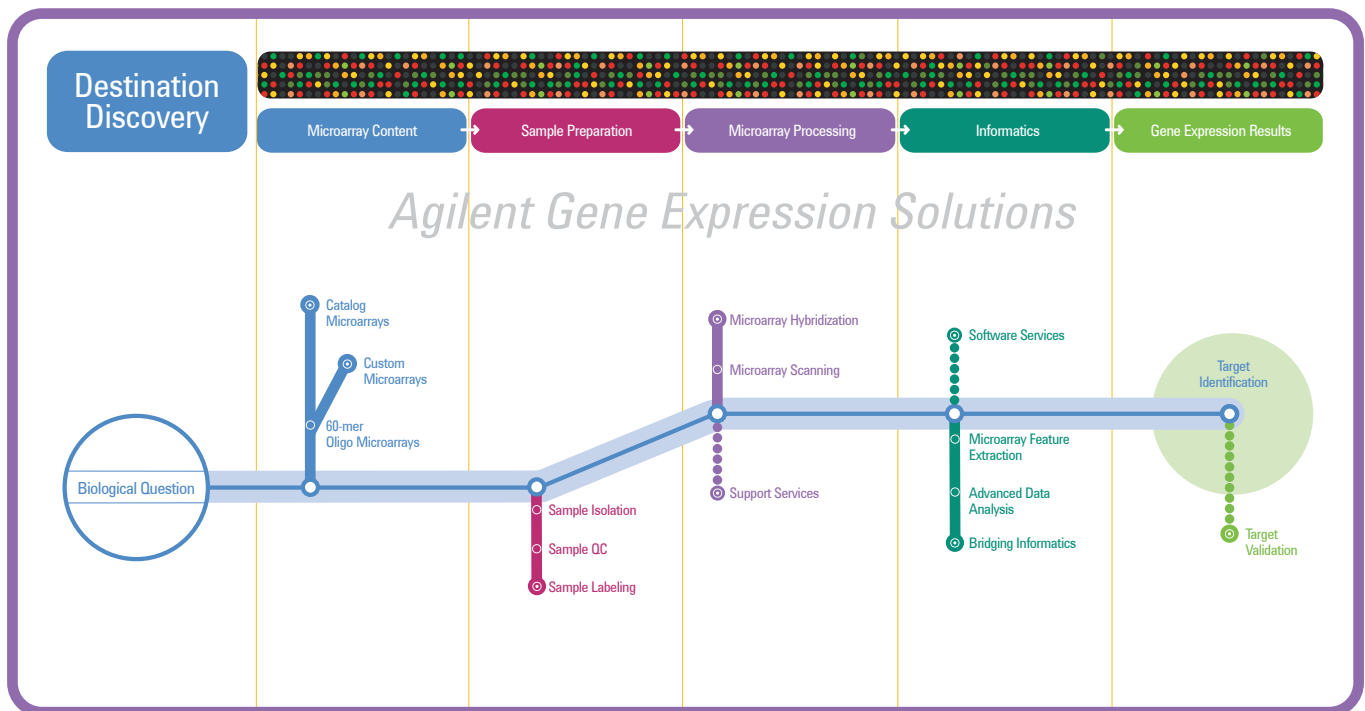 Destination
Discovery
Microarray Content
Sample Preparation
Microarray Processing
Informatics
Gene Expression Results
Agilent Gene Expression Solutions
Biological Question
Catalog
Microarrays
Custom
Microarrays
60-mer
Oligo Microarrays
Sample Isolation
Sample QC
Sample Labeling
Microarray Hybridization
Microarray Scanning
Support Services
Software Services
Microarray Feature
Extraction
Advanced Data
Analysis
Bridging Informatics
Target
Identification
Target
Validation